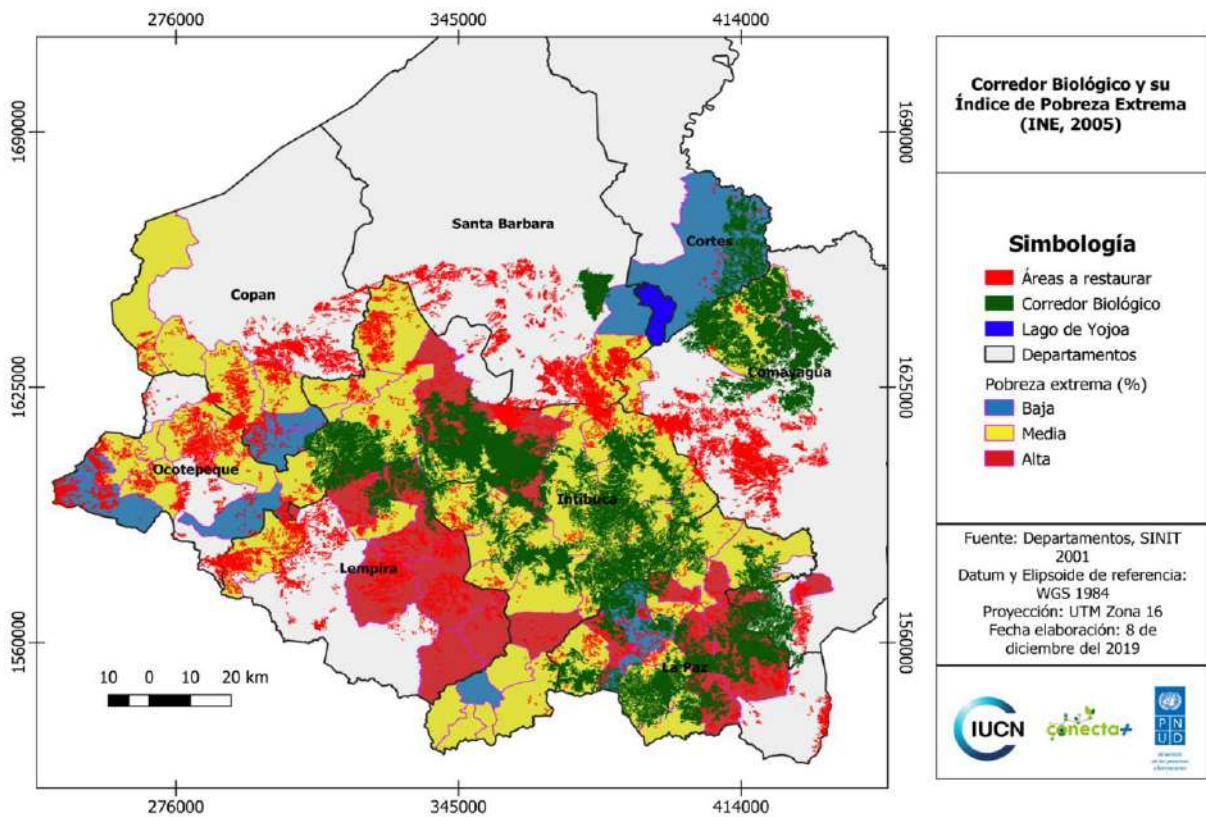 276000
345000
414000
1690000
1690000
1625000
1625000
1560000
1560000
Santa Barbara
Cortes
Copan
Comayagua
Ocotepeque
Intibuca
Lempira
La Paz
10 0 10 20 km
276000
345000
414000
Corredor Biológico y su
Índice de Pobreza Extrema
(INE, 2005)
Simbología
Áreas a restaurar
Corredor Biológico
Lago de Yojoa
Departamentos
Pobreza extrema (%)
Baja
Media
Alta
Fuente: Departamentos, SINIT
2001
Datum y Elipsoide de referencia:
WGS 1984
Proyección: UTM Zona 16
Fecha elaboración: 8 de
diciembre del 2019
IUCN
conecta+
P N
U D